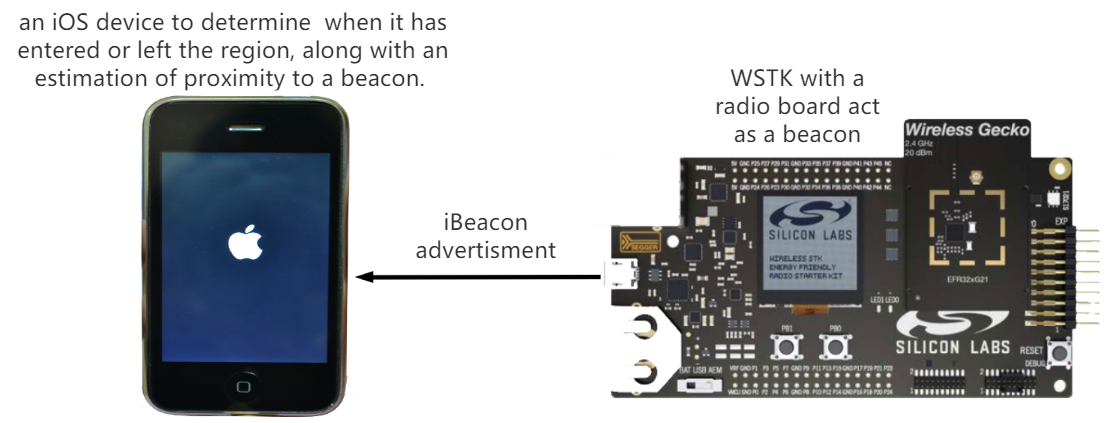 an iOS device to determine when it has
entered or left the region, along with an
estimation of proximity to a beacon.
WSTK with a
radio board act
as a beacon
iBeacon
advertisment
Wireless Gecko
2.4 GHz
20 dBm
EXP
SEGGER
SILICON LABS
WIRELESS STK
ENERGY FRIENDLY
RADIO STARTER KIT
EFR32xG21
LED1 LED0
PB1
PB0
SILICON LABS
RESET
DEBUG
BAT USB AEM